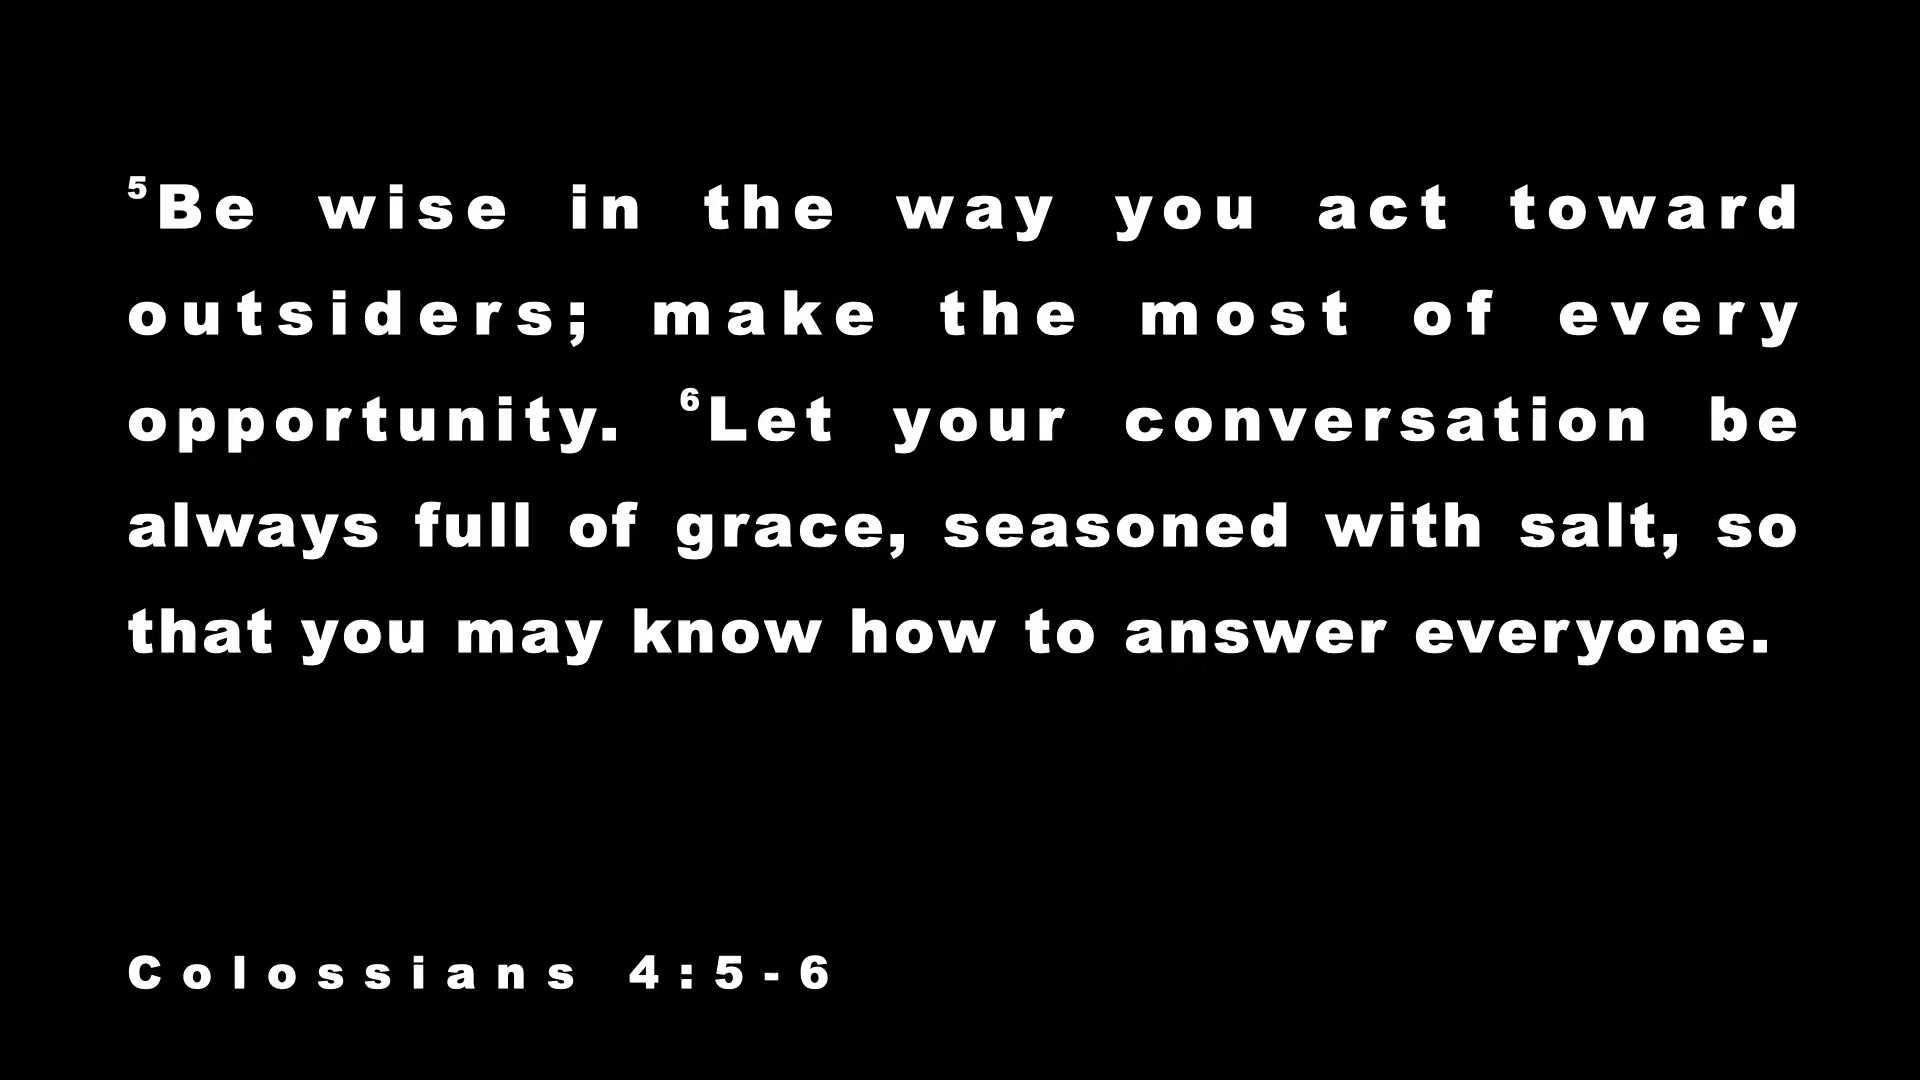 ⁵Be wise in the way you act toward
outsiders; make the most of every
opportunity. ⁶Let your conversation be
always full of grace, seasoned with salt, so
that you may know how to answer everyone.
Colossians 4:5-6